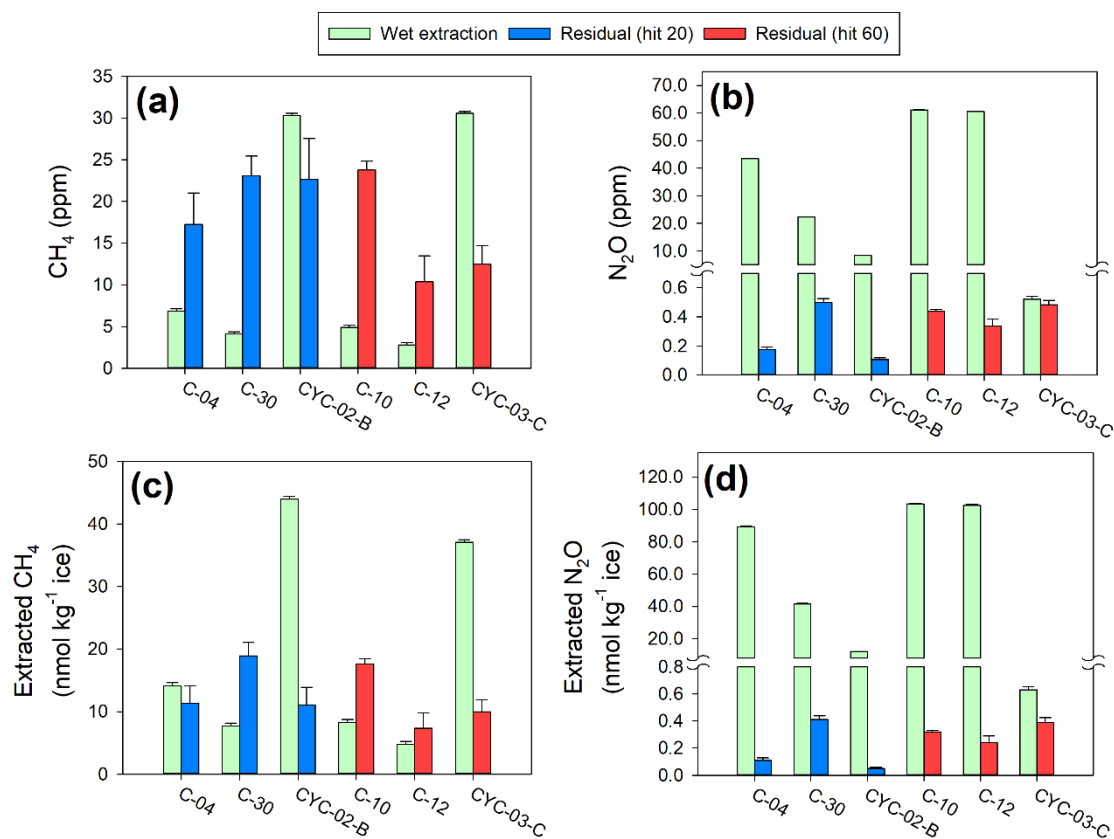 Wet extraction Residual (hit 20) Residual (hit 60)
(a)
CH₄ (ppm)
35
30
25
20
15
10
5
0
C-04 C-30 CYC-02-B C-10 C-12 CYC-03-C
(b)
N₂O (ppm)
70.0
60.0
50.0
40.0
30.0
20.0
10.0
0.6
0.4
0.2
0.0
C-04 C-30 CYC-02-B C-10 C-12 CYC-03-C
(c)
Extracted CH₄
(nmol kg⁻¹ ice)
50
40
30
20
10
0
C-04 C-30 CYC-02-B C-10 C-12 CYC-03-C
(d)
Extracted N₂O
(nmol kg⁻¹ ice)
120.0
100.0
80.0
60.0
40.0
20.0
0.8
0.6
0.4
0.2
0.0
C-04 C-30 CYC-02-B C-10 C-12 CYC-03-C